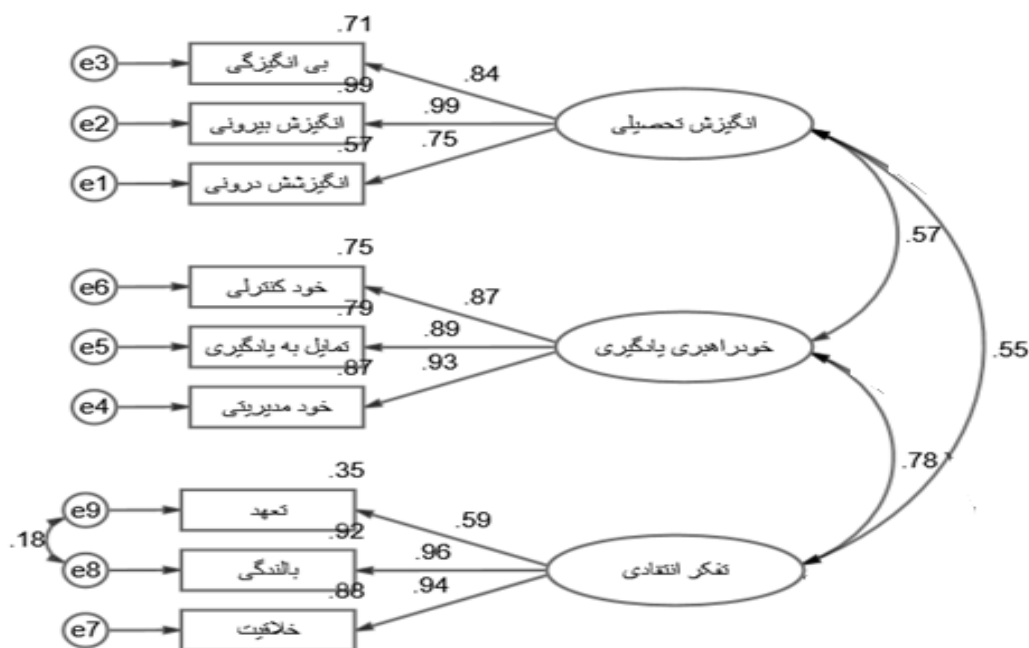 .71
e3
بی انگیزگی
.84
.99
e2
انگیزش بیرونی
.99
انگیزش تحصیلی
.57
.75
e1
انگیزشش درونی
.57
.75
e6
خود کنترلی
.87
.79
e5
تمایل به یادگیری
.89
خودراهبری یادگیری
.55
.87
.93
e4
خود مدیریتی
.78
.35
e9
تعهد
.59
.18
.92
e8
بالندگی
.96
تفکر انتقادی
.88
.94
e7
خلاقیت